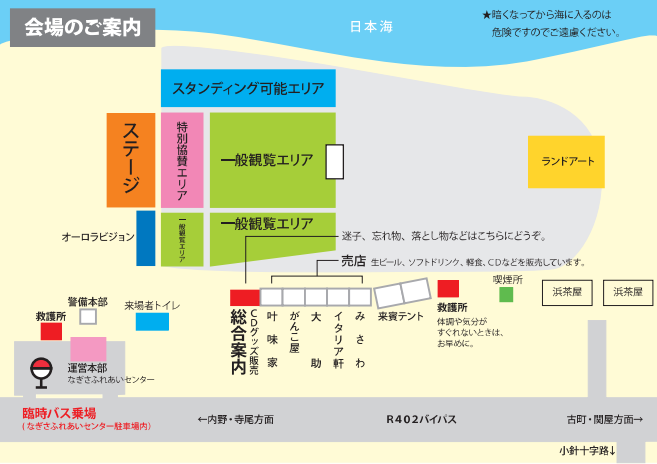 会場のご案内
日本海
★暗くなってから海に入るのは
危険ですのでご遠慮ください。
スタンディング可能エリア
ステージ
特別協賛エリア
一般観覧エリア
ランドアート
オーロラビジョン
一般観覧エリア
一般観覧エリア
迷子、忘れ物、落とし物などはこちらにどうぞ。
売店 生ビール、ソフトドリンク、軽食、CDなどを販売しています。
喫煙所
浜茶屋
浜茶屋
警備本部
来場者トイレ
救護所
総合案内
CDグッズ販売
叶味家
がんこ屋
大助
イタリア軒
みさわ
来賓テント
救護所
体調や気分が
すぐれないときは、
お早めに。
運営本部
なぎさふれあいセンター
臨時バス乗場
(なぎさふれあいセンター駐車場内)
←内野・寺尾方面
R402バイパス
古町・関屋方面→
小針十字路↓